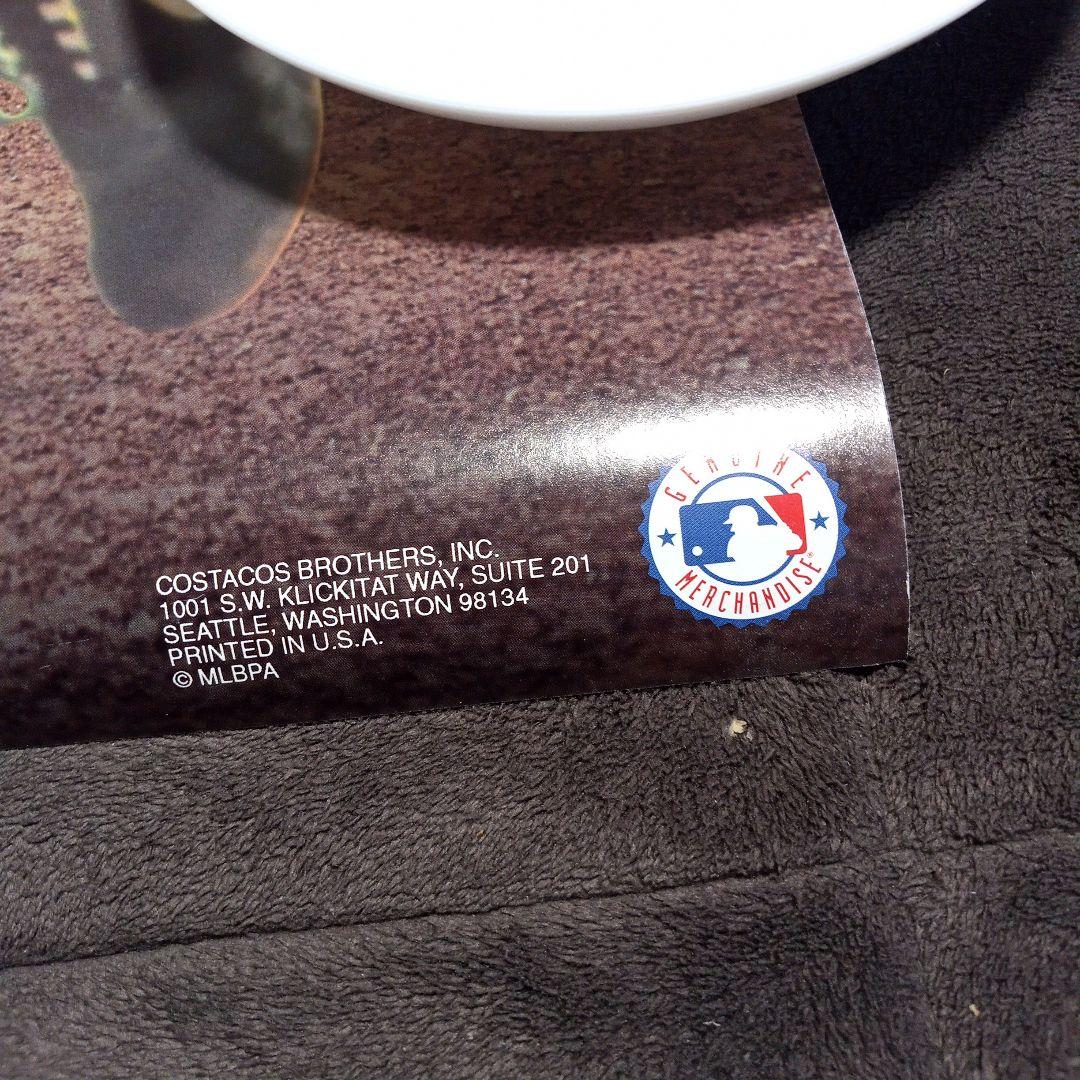 COSTACOS BROTHERS, INC.
1001 S.W. KLICKITAT WAY, SUITE 201
SEATTLE, WASHINGTON 98134
PRINTED IN U.S.A.
© MLBPA
GENUINE
MERCHANDISE®